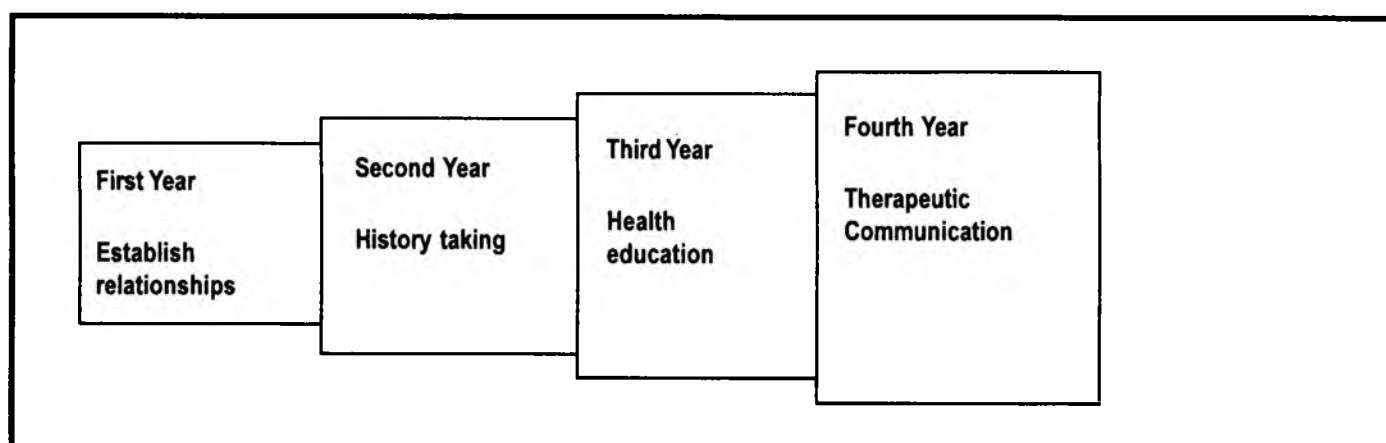 First Year
Establish
relationships
Second Year
History taking
Third Year
Health
education
Fourth Year
Therapeutic
Communication